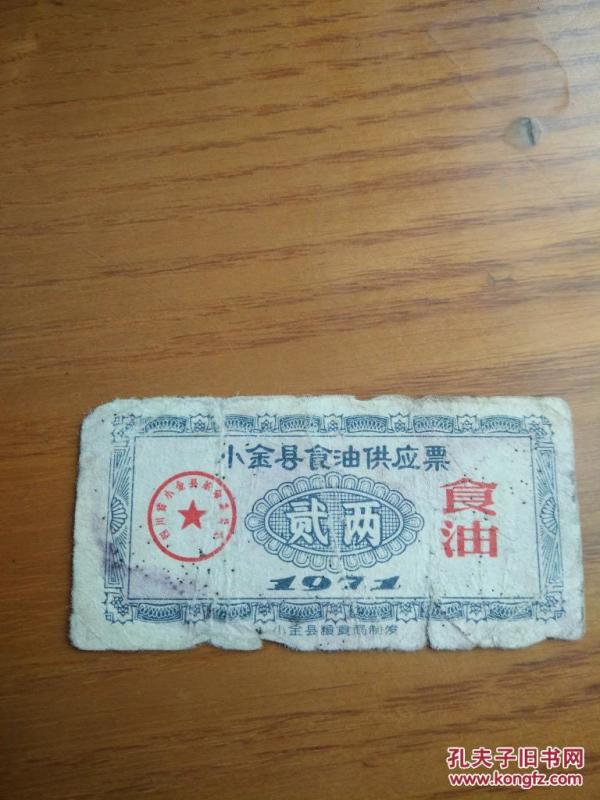 小金县食油供应票
贰两
食油
1971
小金县粮食局制发
孔夫子旧书网
www.kongfz.com